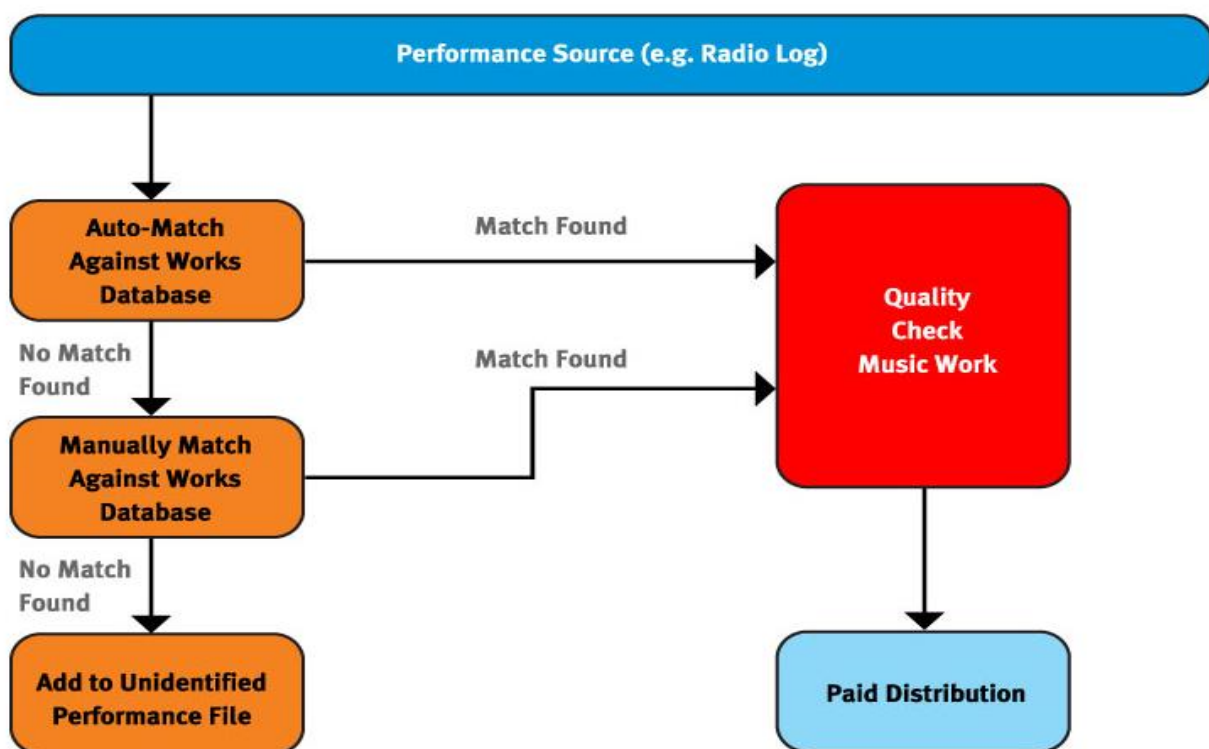 Performance Source (e.g. Radio Log)
Auto-Match
Against Works
Database
Match Found
Quality
Check
Music Work
No Match
Found
Match Found
Manually Match
Against Works
Database
No Match
Found
Add to Unidentified
Performance File
Paid Distribution